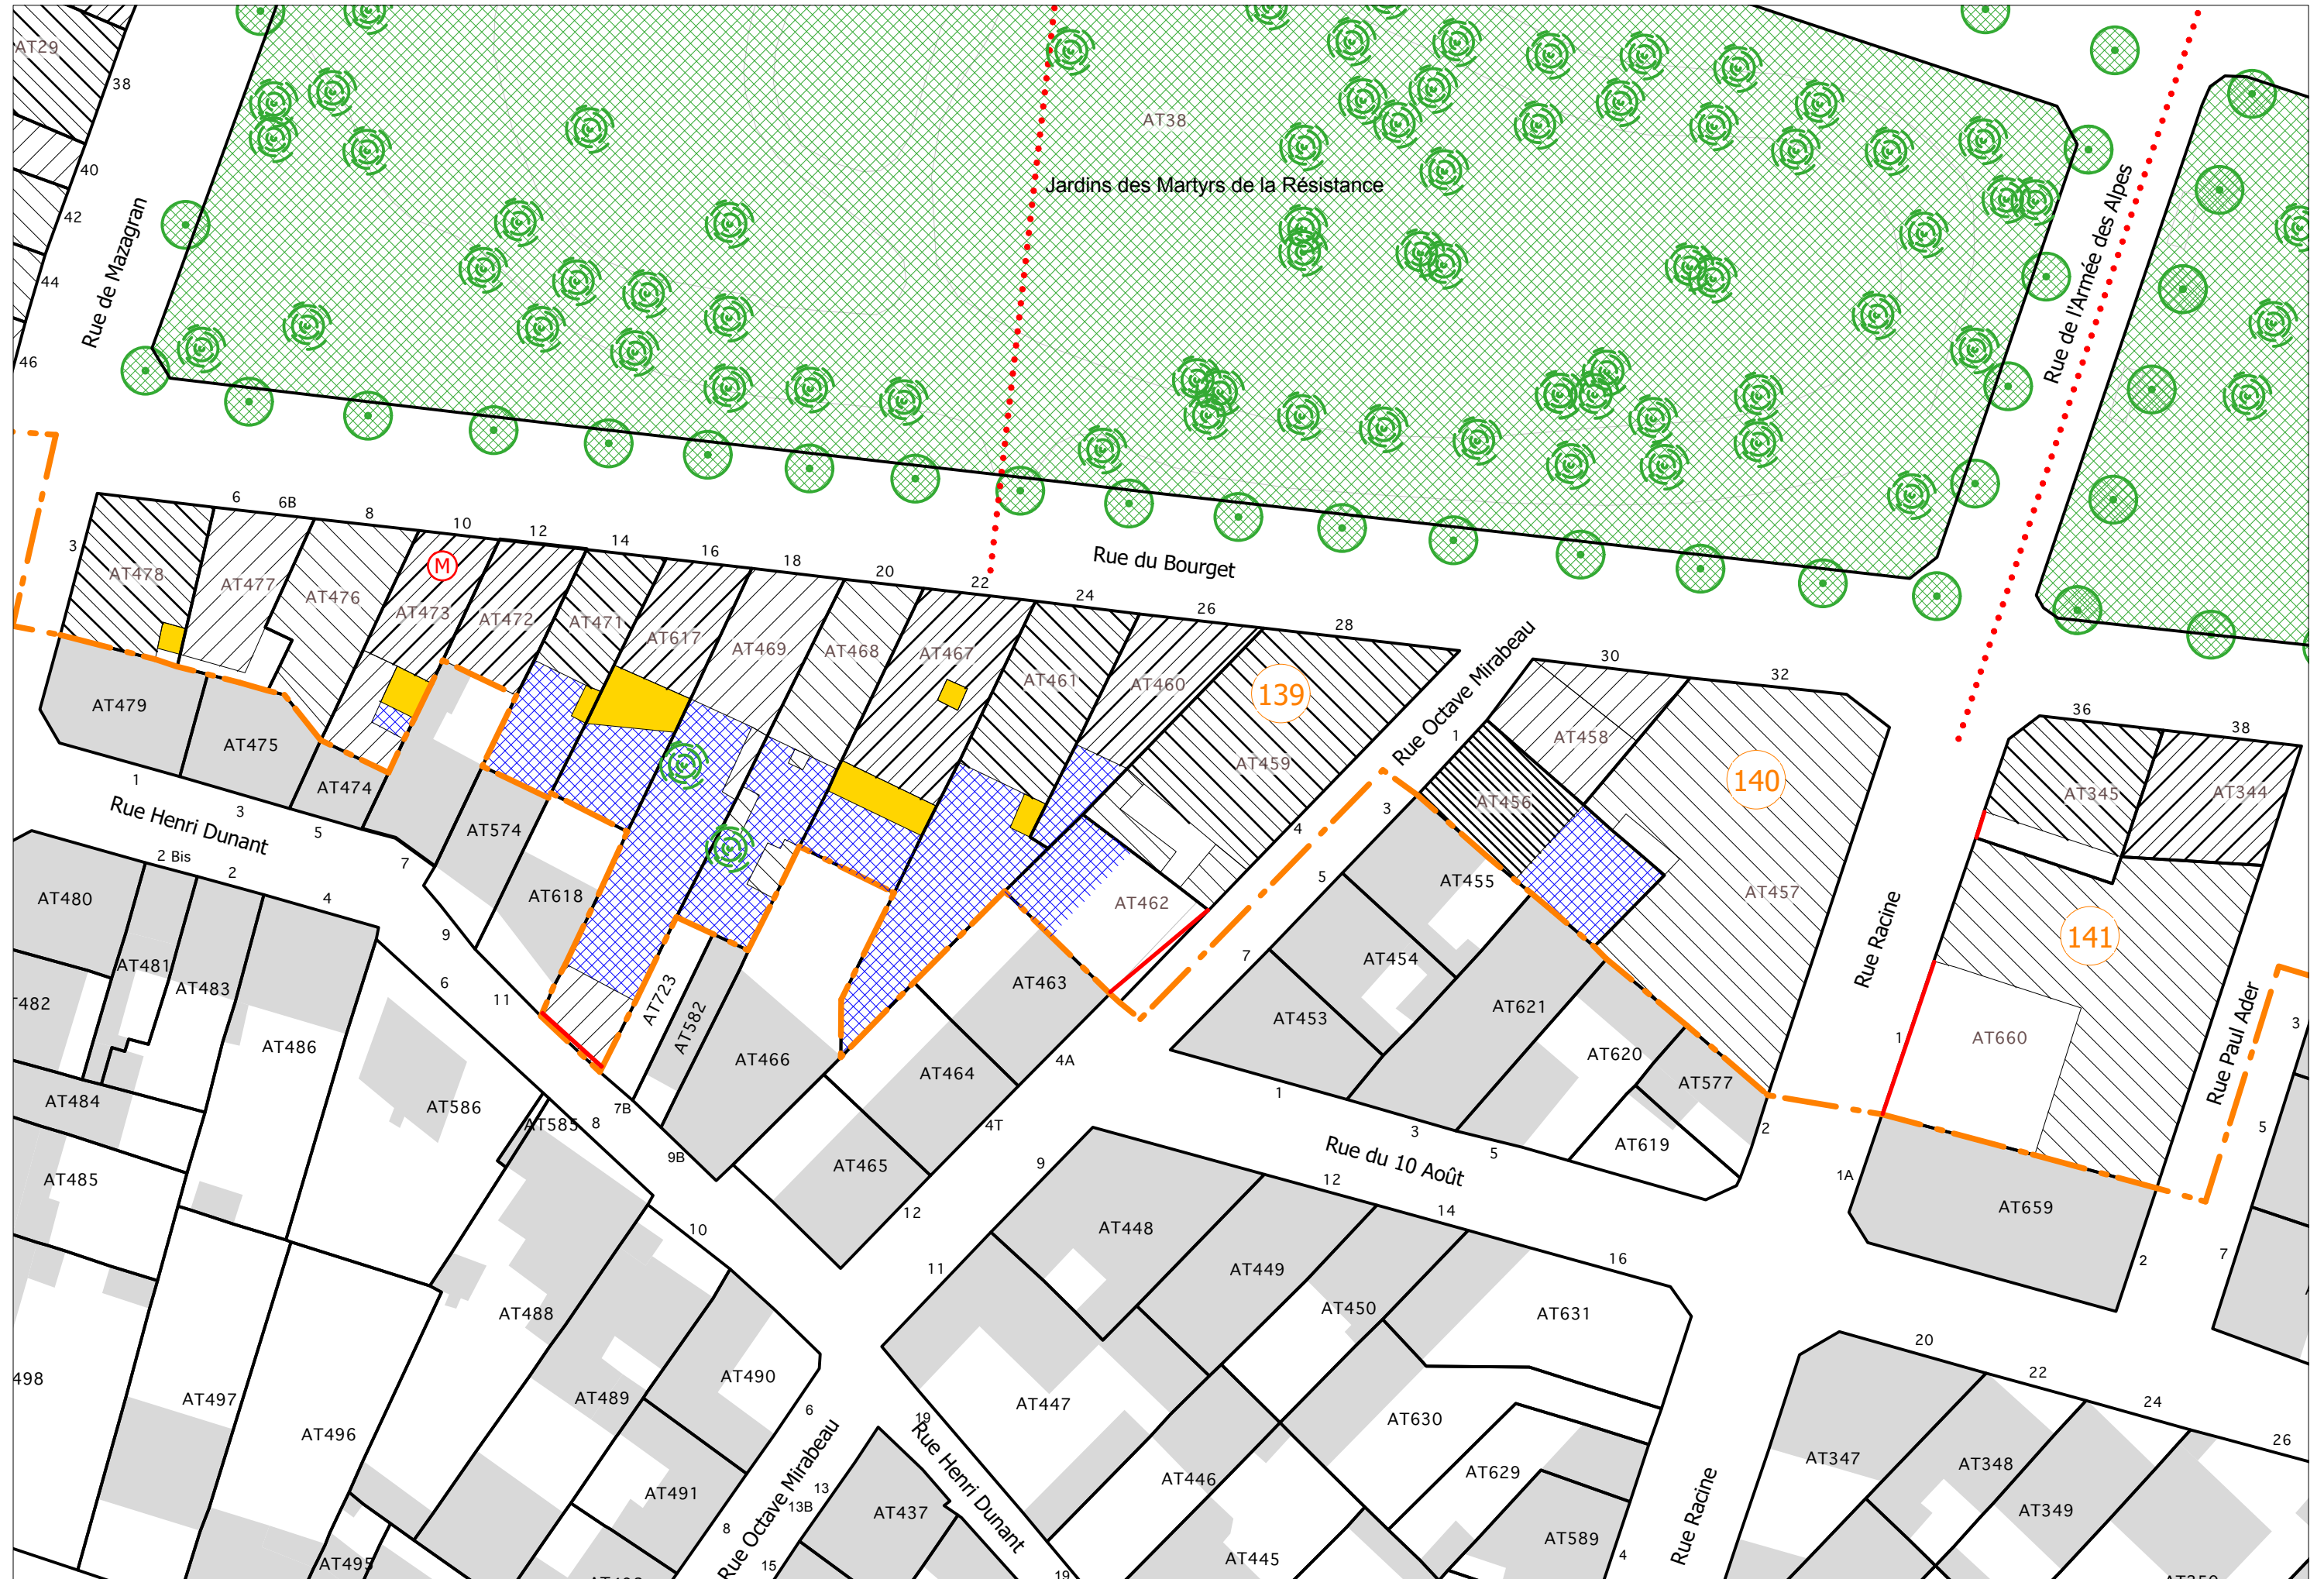 AT29
38
40
42
44
46
Rue de Mazagran
AT38
Jardins des Martyrs de la Résistance
Rue de l'Armée des Alpes
Rue du Bourget
3
6
6B
8
10
12
14
16
18
20
22
24
26
28
30
32
36
38
M
AT478
AT477
AT476
AT473
AT472
AT471
AT617
AT469
AT468
AT467
AT461
AT460
AT459
139
Rue Octave Mirabeau
AT458
AT456
140
AT457
AT345
AT344
141
AT660
AT479
AT475
AT474
AT574
AT618
AT723
AT582
AT466
AT462
AT463
AT464
AT465
1
3
5
7
9
11
7B
9B
4
4A
4T
12
Rue Henri Dunant
1
3
5
7
AT455
AT454
AT453
AT621
AT620
AT577
AT619
1
3
5
2
Rue du 10 Août
Rue Racine
1
1A
AT659
2
Rue Paul Ader
3
5
7
2 Bis
2
4
6
8
10
AT480
AT481
AT483
AT486
AT484
AT485
AT586
AT585
AT488
AT489
AT490
AT491
AT497
AT496
AT495
498
6
8
Rue Octave Mirabeau
13
13B
15
AT437
19
Rue Henri Dunant
19
9
11
12
14
16
AT448
AT449
AT450
AT631
AT447
AT446
AT445
AT630
AT629
AT589
4
Rue Racine
20
22
24
26
AT347
AT348
AT349